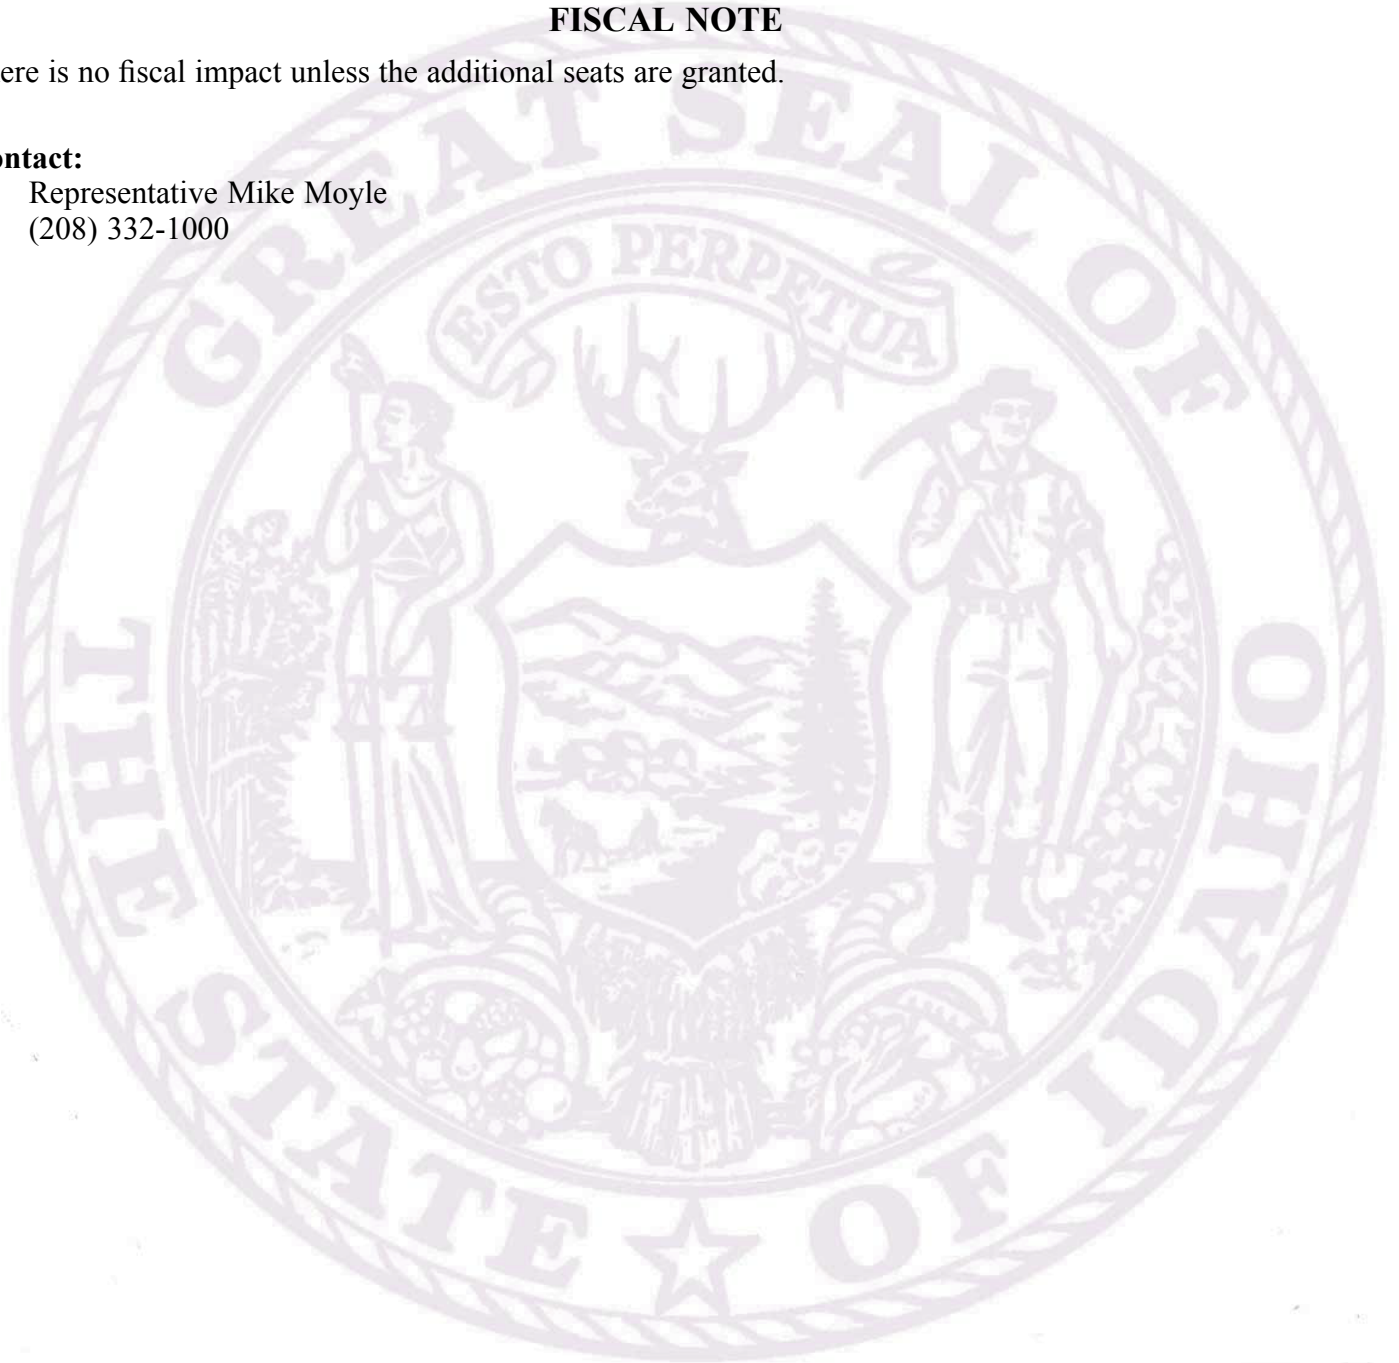 FISCAL NOTE
ere is no fiscal impact unless the additional seats are granted.
ontact:
Representative Mike Moyle
(208) 332-1000
GREAT SEAL OF
ESTO PERPETUA
THE STATE OF IDAHO